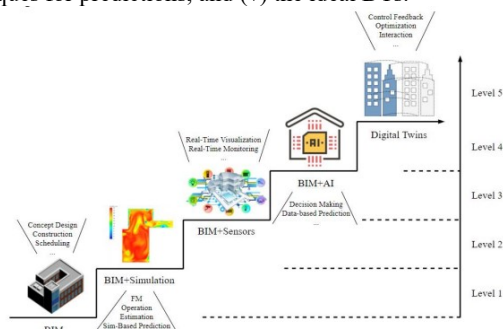 Control Feedback
Optimization
Interaction
...
Level 5
Digital Twins
Real-Time Visualization
Real-Time Monitoring
...
AI
Level 4
BIM+AI
Level 3
Concept Design
Construction
Scheduling
...
BIM+Sensors
Decision Making
Data-based Prediction
...
Level 2
BIM+Simulation
FM
Operation
Estimation
Sim-Based Prediction
Level 1
BIM